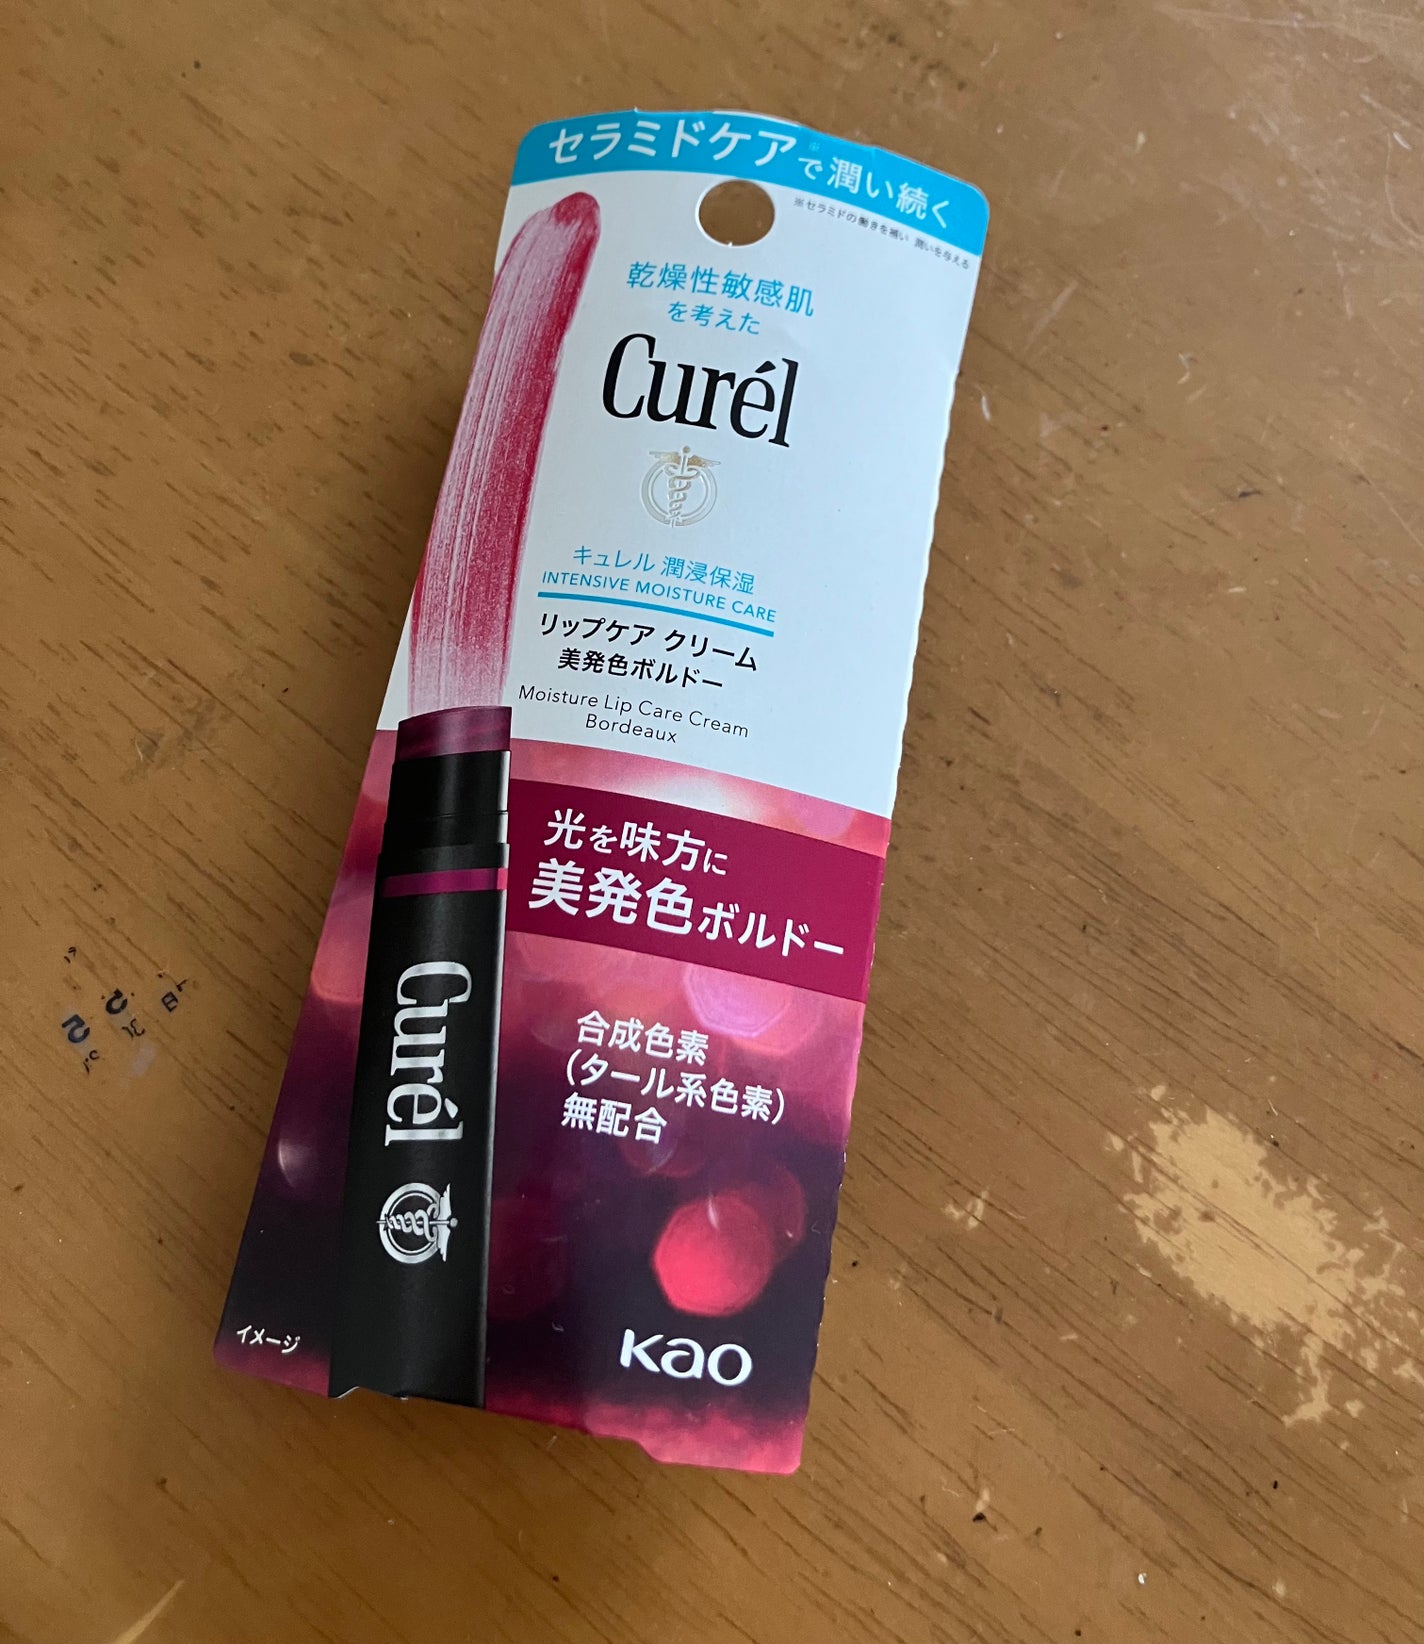 セラミドケア※で潤い続く
※セラミドの働きを補い 潤いを与える
乾燥性敏感肌
を考えた
Curél
キュレル 潤浸保湿
INTENSIVE MOISTURE CARE
リップケア クリーム
美発色ボルドー
Moisture Lip Care Cream
Bordeaux
光を味方に
美発色ボルドー
合成色素
(タール系色素)
無配合
Curél
イメージ
Kao